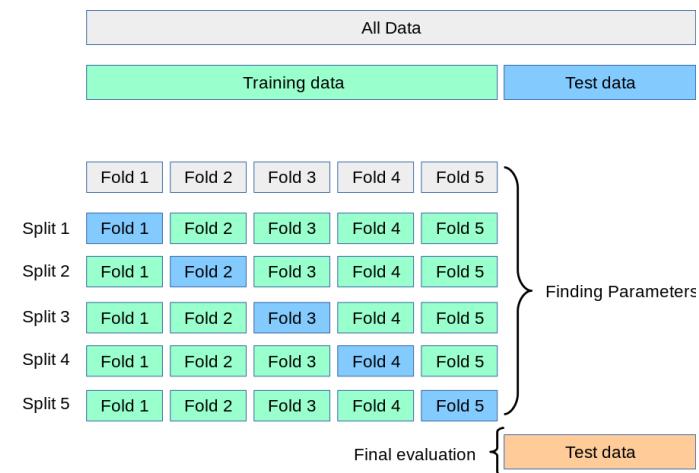 All Data
Training data Test data
Fold 1 Fold 2 Fold 3 Fold 4 Fold 5
Split 1 Fold 1 Fold 2 Fold 3 Fold 4 Fold 5
Split 2 Fold 1 Fold 2 Fold 3 Fold 4 Fold 5
Finding Parameters
Split 3 Fold 1 Fold 2 Fold 3 Fold 4 Fold 5
Split 4 Fold 1 Fold 2 Fold 3 Fold 4 Fold 5
Split 5 Fold 1 Fold 2 Fold 3 Fold 4 Fold 5
Final evaluation Test data